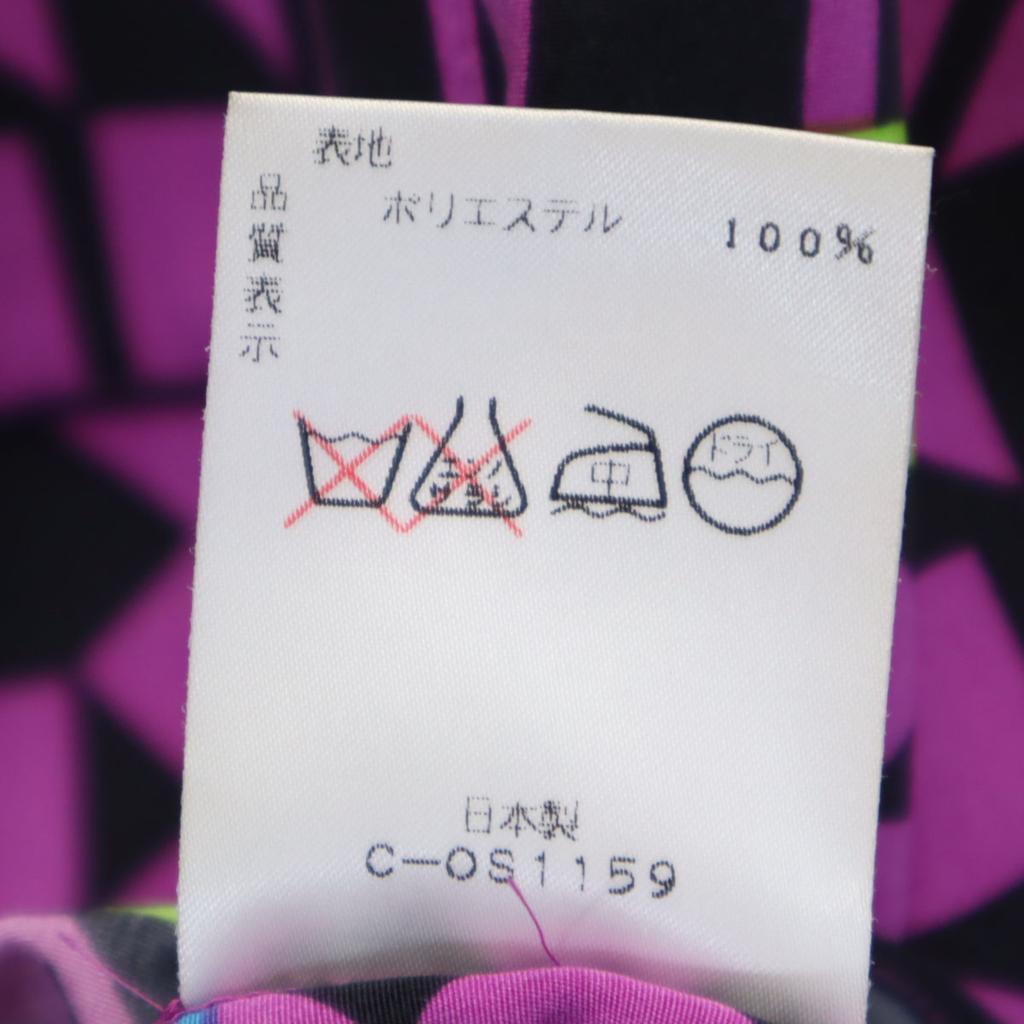 表地
品質表示
ポリエステル 100%
中
ドライ
日本製
C-OS1159